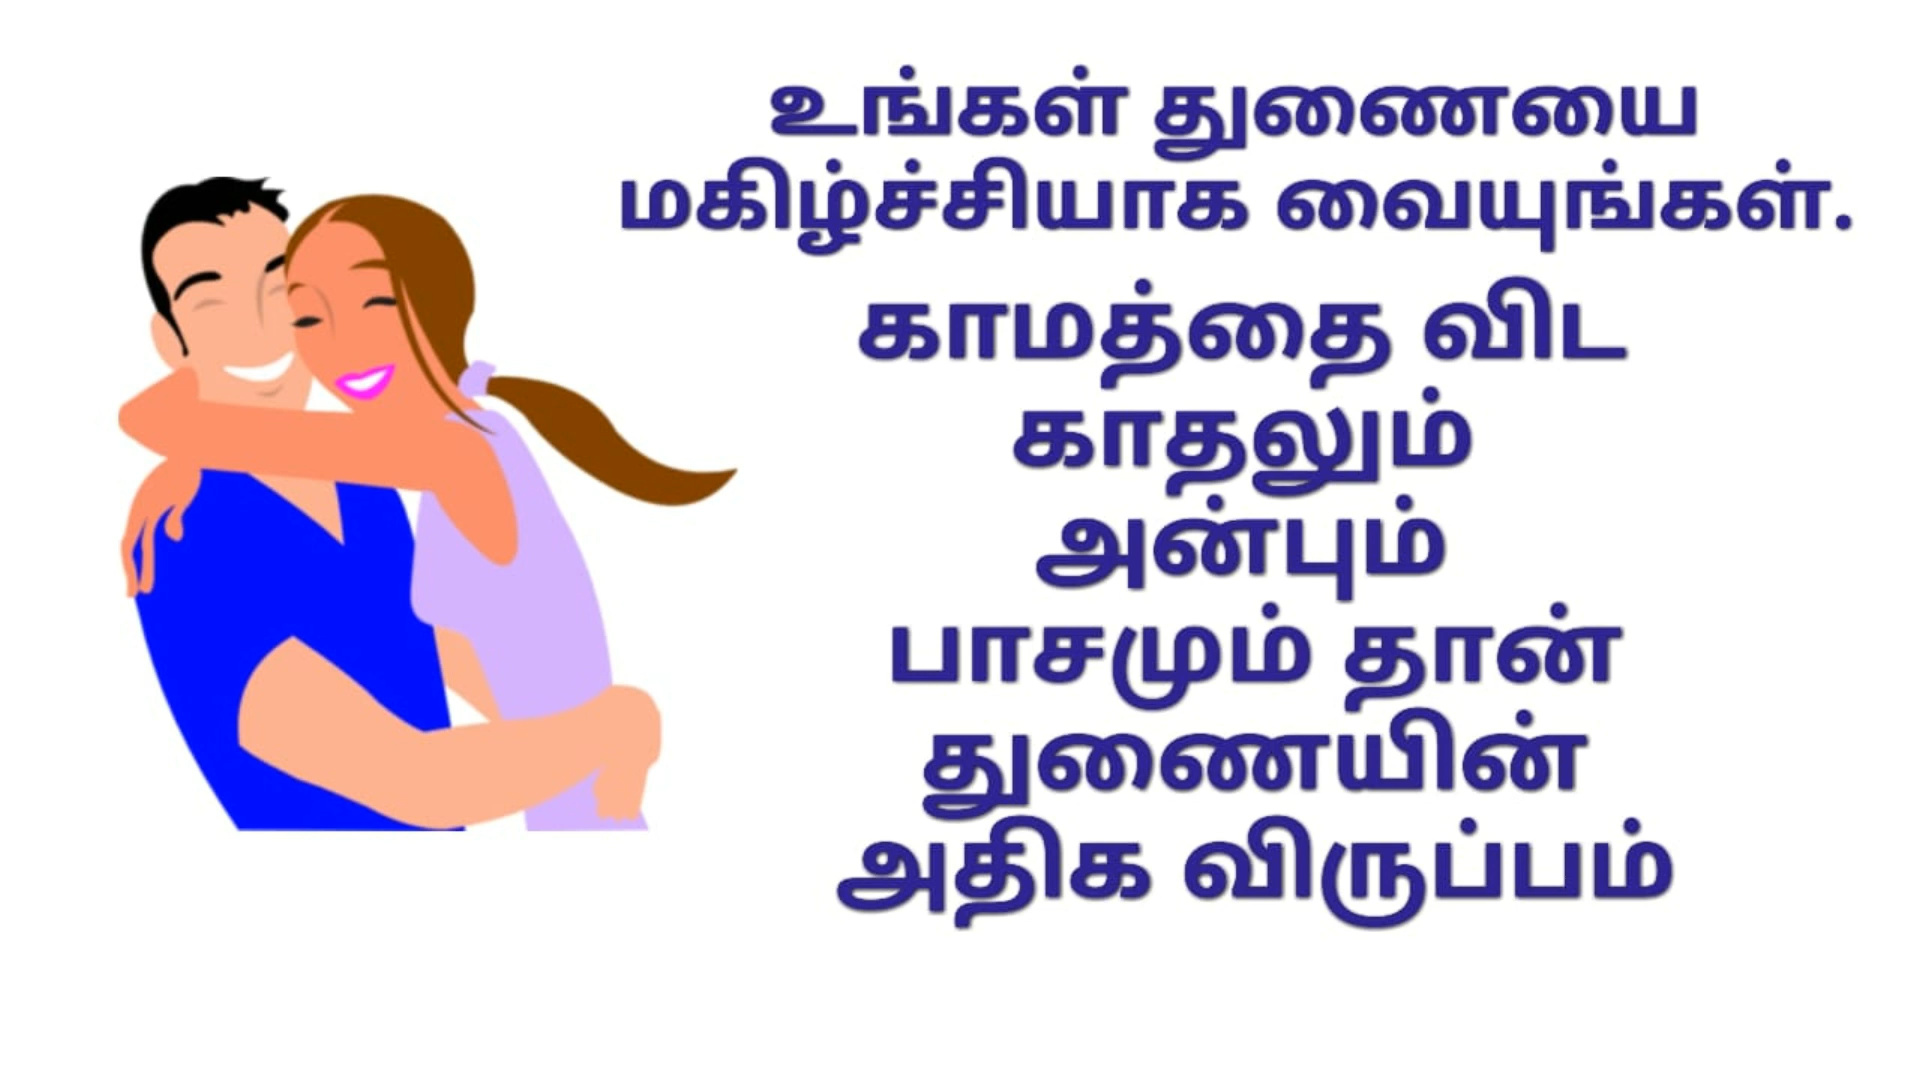 உங்கள் துணையை
மகிழ்ச்சியாக வையுங்கள்.
காமத்தை விட
காதலும்
அன்பும்
பாசமும் தான்
துணையின்
அதிக விருப்பம்